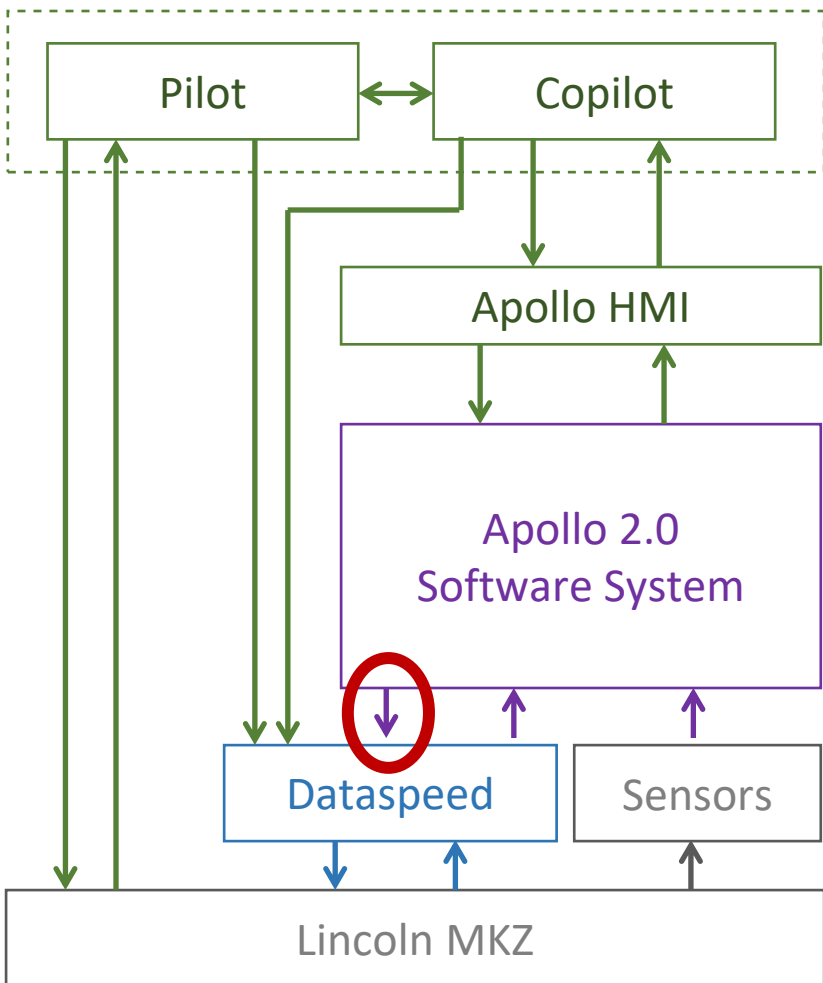 Pilot
Copilot
Apollo HMI
Apollo 2.0
Software System
Dataspeed
Sensors
Lincoln MKZ